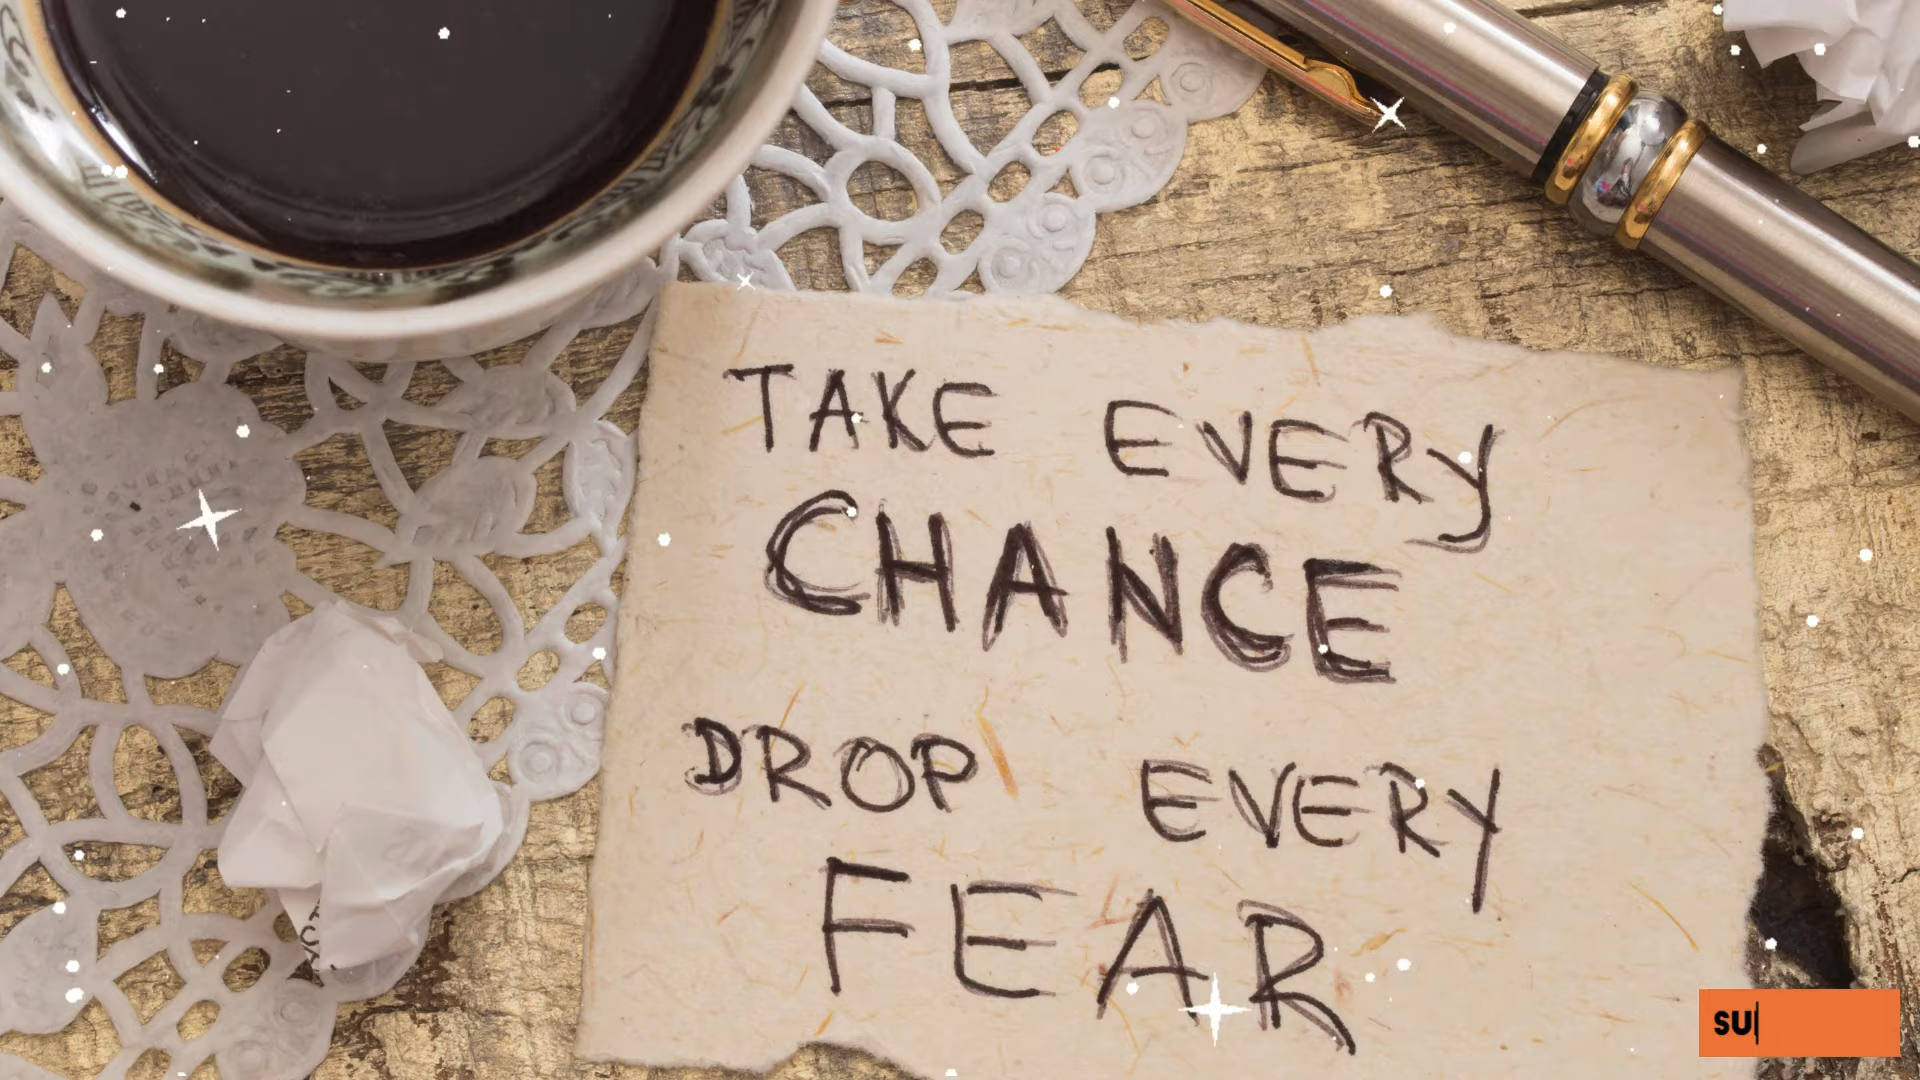 TAKE EVERY
CHANCE
DROP EVERY
FEAR
SU